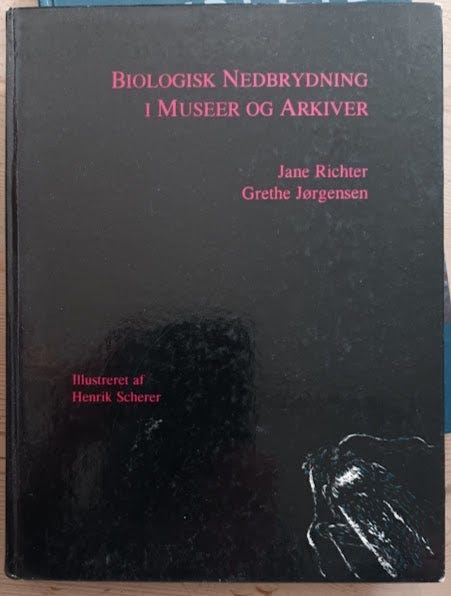 BIOLOGISK NEDBRYDNING
I MUSEER OG ARKIVER
Jane Richter
Grethe Jørgensen
Illustreret af
Henrik Scherer